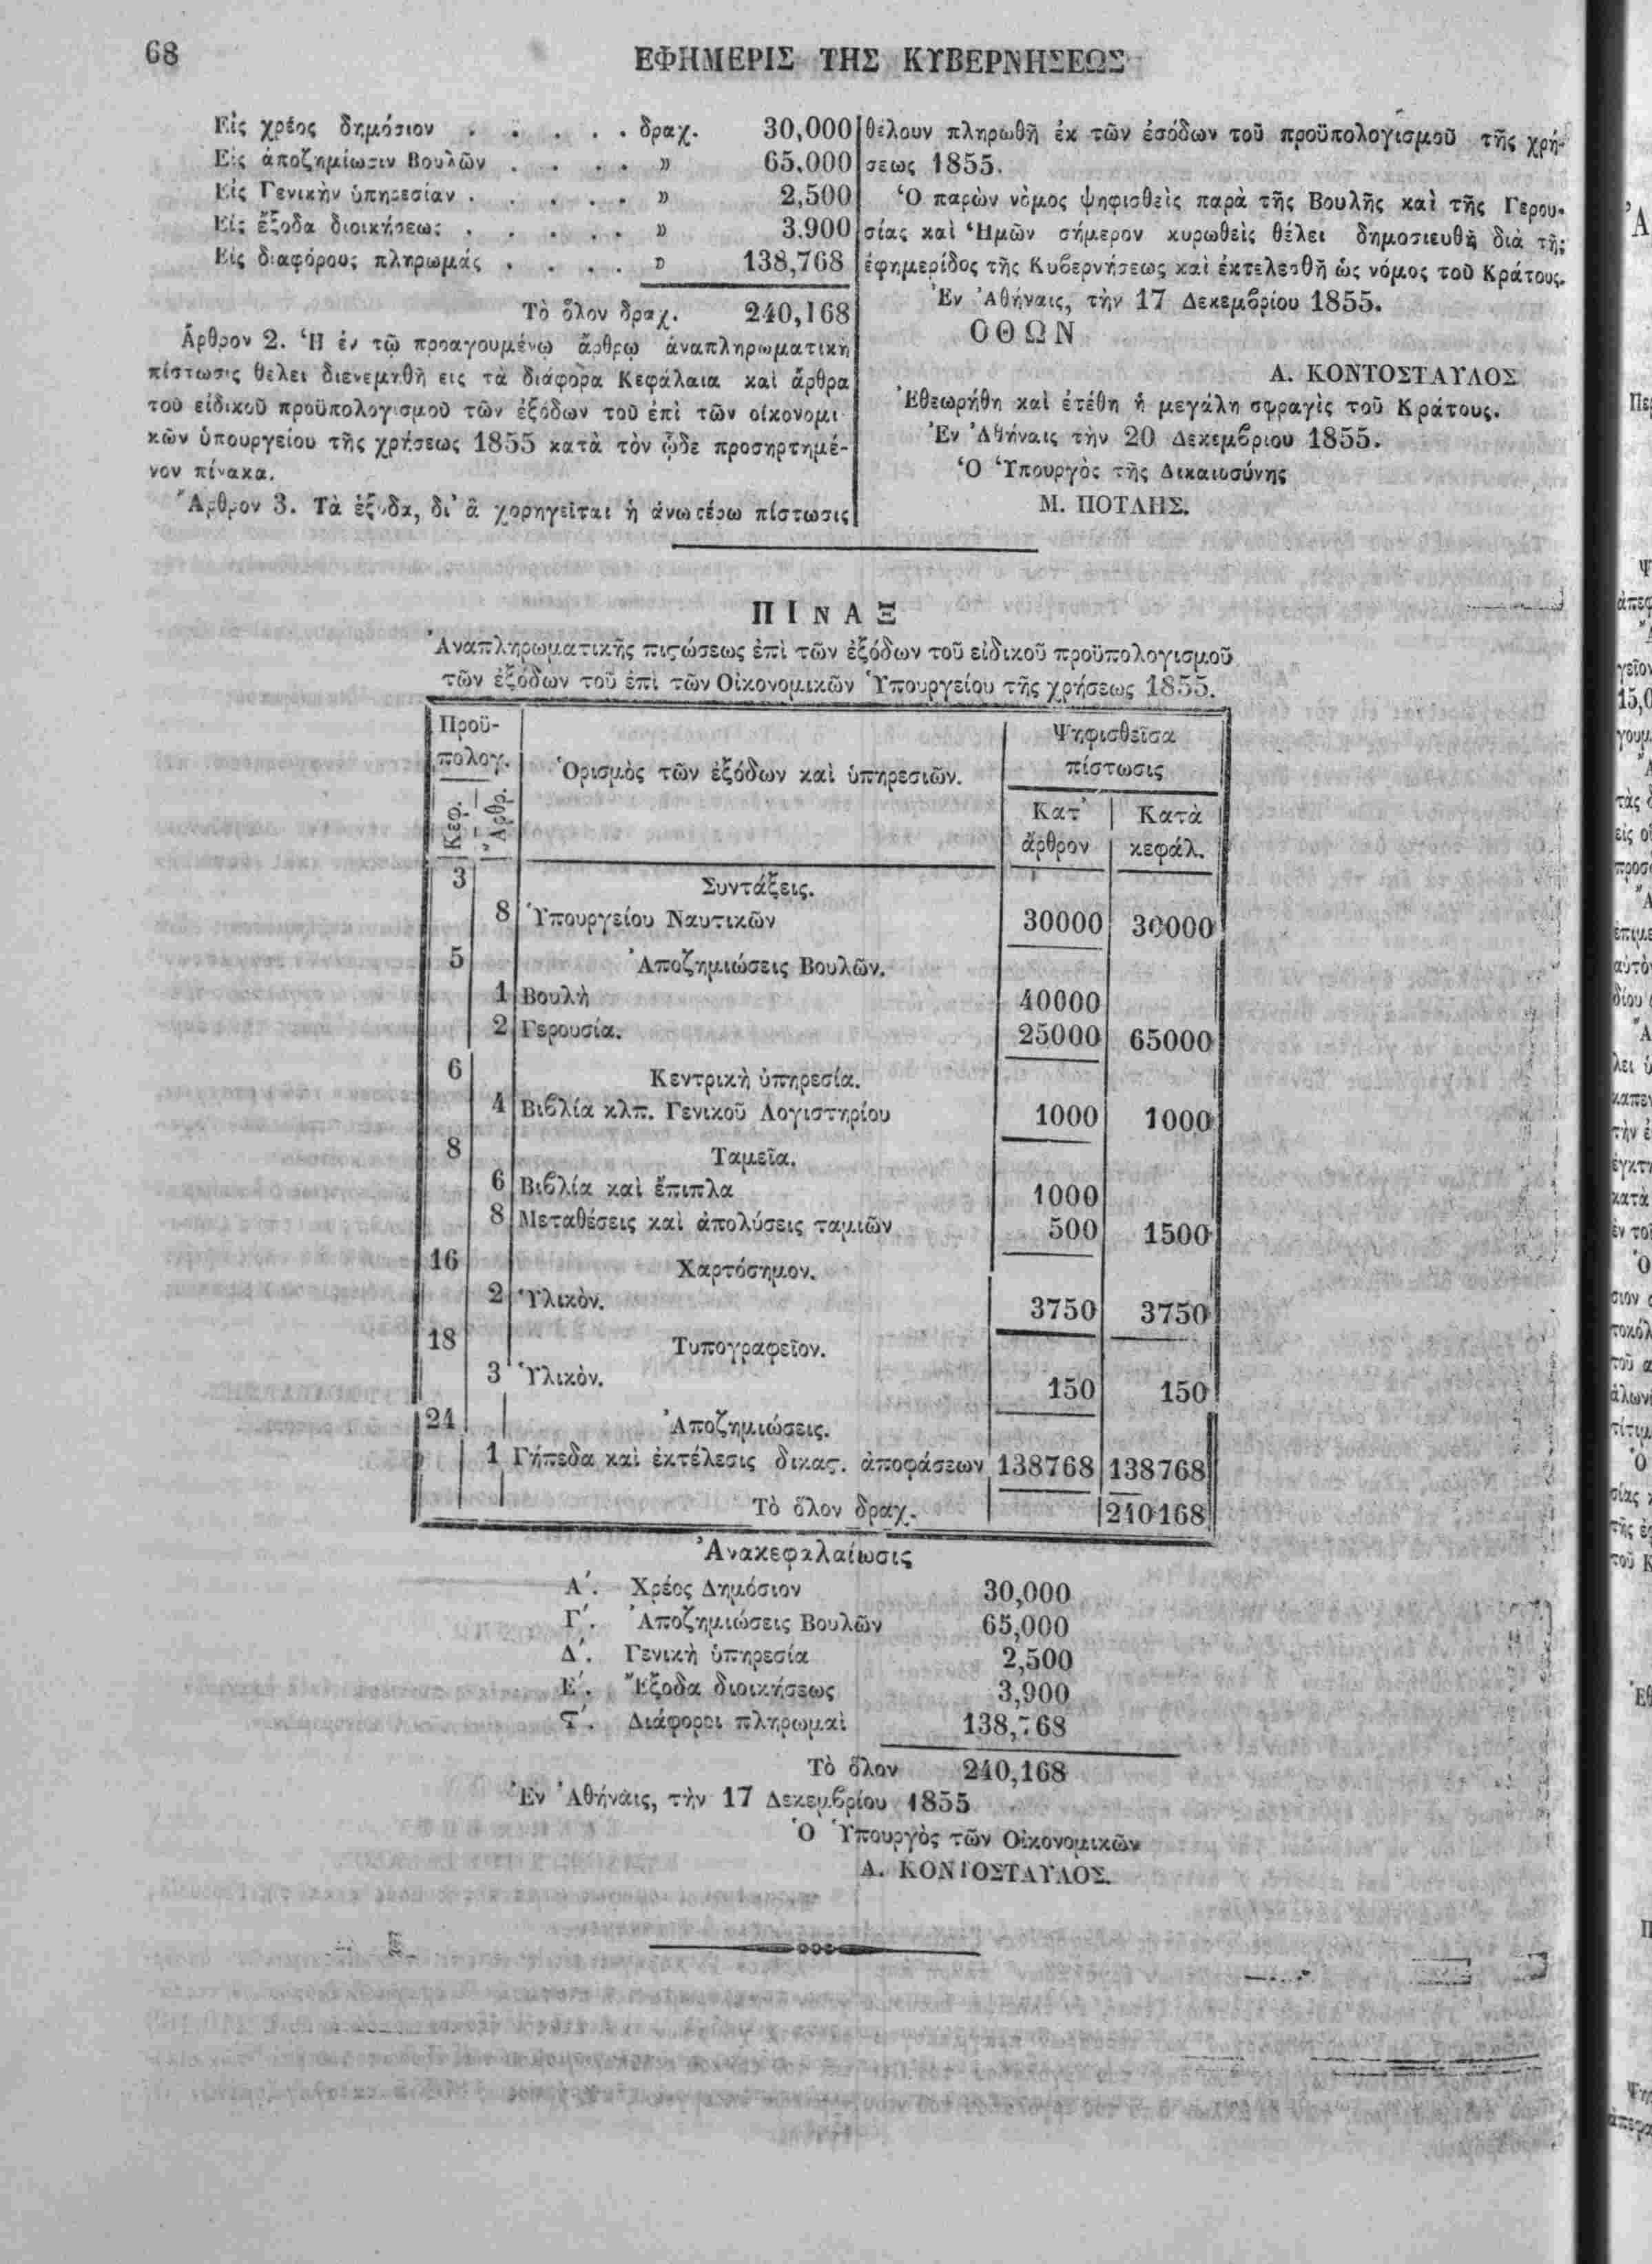 68
ΕΦΗΜΕΡΙΣ ΤΗΣ ΚΥΒΕΡΝΗΣΕΩΣ
Εἰς χρέος δημόσιον . . . . . δραχ. 30,000
Εἰς ἀποζημίωσιν Βουλῶν . . . . » 65,000
Εἰς Γενικὴν ὑπηρεσίαν . . . . . » 2,500
Εἰς ἔξοδα διοικήσεως . . . . . » 3,900
Εἰς διαφόρους πληρωμάς . . . . » 138,768
Τὸ ὅλον δραχ. 240,168
Ἄρθρον 2. Ἡ ἐν τῷ προαγουμένῳ ἄρθρῳ ἀναπληρωματικὴ
πίστωσις θέλει διενεμηθῆ εἰς τὰ διάφορα Κεφάλαια καὶ ἄρθρα
τοῦ εἰδικοῦ προϋπολογισμοῦ τῶν ἐξόδων τοῦ ἐπὶ τῶν οἰκονομι
κῶν ὑπουργείου τῆς χρήσεως 1855 κατὰ τὸν ᾧδε προσηρτημέ-
νον πίνακα.
Ἄρθρον 3. Τὰ ἔξοδα, δι' ἃ χορηγεῖται ἡ ἀνωτέρω πίστωσις
θέλουν πληρωθῆ ἐκ τῶν ἐσόδων τοῦ προϋπολογισμοῦ τῆς χρή-
σεως 1855.
Ὁ παρὼν νόμος ψηφισθεὶς παρὰ τῆς Βουλῆς καὶ τῆς Γερου-
σίας καὶ Ἡμῶν σήμερον κυρωθεὶς θέλει δημοσιευθῆ διὰ τῆς
ἐφημερίδος τῆς Κυβερνήσεως καὶ ἐκτελεσθῆ ὡς νόμος τοῦ Κράτους.
Ἐν Ἀθήναις, τὴν 17 Δεκεμβρίου 1855.
ΟΘΩΝ
Α. ΚΟΝΤΟΣΤΑΥΛΟΣ
Ἐθεωρήθη καὶ ἐτέθη ἡ μεγάλη σφραγὶς τοῦ Κράτους.
Ἐν Ἀθήναις τὴν 20 Δεκεμβριου 1855.
Ὁ Ὑπουργὸς τῆς Δικαιοσύνης
Μ. ΠΟΤΛΗΣ.
ΠΙΝΑΞ
Ἀναπληρωματικῆς πιστώσεως ἐπὶ τῶν ἐξόδων τοῦ εἰδικοῦ προϋπολογισμοῦ
τῶν ἐξόδων τοῦ ἐπὶ τῶν Οἰκονομικῶν Ὑπουργείου τῆς χρήσεως 1855.
Προϋ-
πολογ.
Κεφ. Ἄρθρ.
Ὁρισμὸς τῶν ἐξόδων καὶ ὑπηρεσιῶν.
Ψηφισθεῖσα
πίστωσις
Κατ' Κατὰ
ἄρθρον κεφάλ.
3 Συντάξεις.
8 Ὑπουργείου Ναυτικῶν 30000 30000
5 Ἀποζημιώσεις Βουλῶν.
1 Βουλὴ 40000
2 Γερουσία. 25000 65000
6 Κεντρικὴ ὑπηρεσία.
4 Βιβλία κλπ. Γενικοῦ Λογιστηρίου 1000 1000
8 Ταμεῖα.
6 Βιβλία καὶ ἔπιπλα 1000
8 Μεταθέσεις καὶ ἀπολύσεις ταμιῶν 500 1500
16 Χαρτόσημον.
2 Ὑλικὸν. 3750 3750
18 Τυπογραφεῖον.
3 Ὑλικὸν. 150 150
24 Ἀποζημιώσεις.
1 Γήπεδα καὶ ἐκτέλεσις δικας. ἀποφάσεων 138768 138768
Τὸ ὅλον δραχ. 240168
Ἀνακεφαλαίωσις
Α΄. Χρέος Δημόσιον 30,000
Γ΄. Ἀποζημιώσεις Βουλῶν 65,000
Δ΄. Γενικὴ ὑπηρεσία 2,500
Ε΄. Ἔξοδα διοικήσεως 3,900
Ϛ΄. Διάφοροι πληρωμαὶ 138,768
Τὸ ὅλον 240,168
Ἐν Ἀθήναις, τὴν 17 Δεκεμβρίου 1855
Ὁ Ὑπουργὸς τῶν Οἰκονομικῶν
Α. ΚΟΝΤΟΣΤΑΥΛΟΣ.